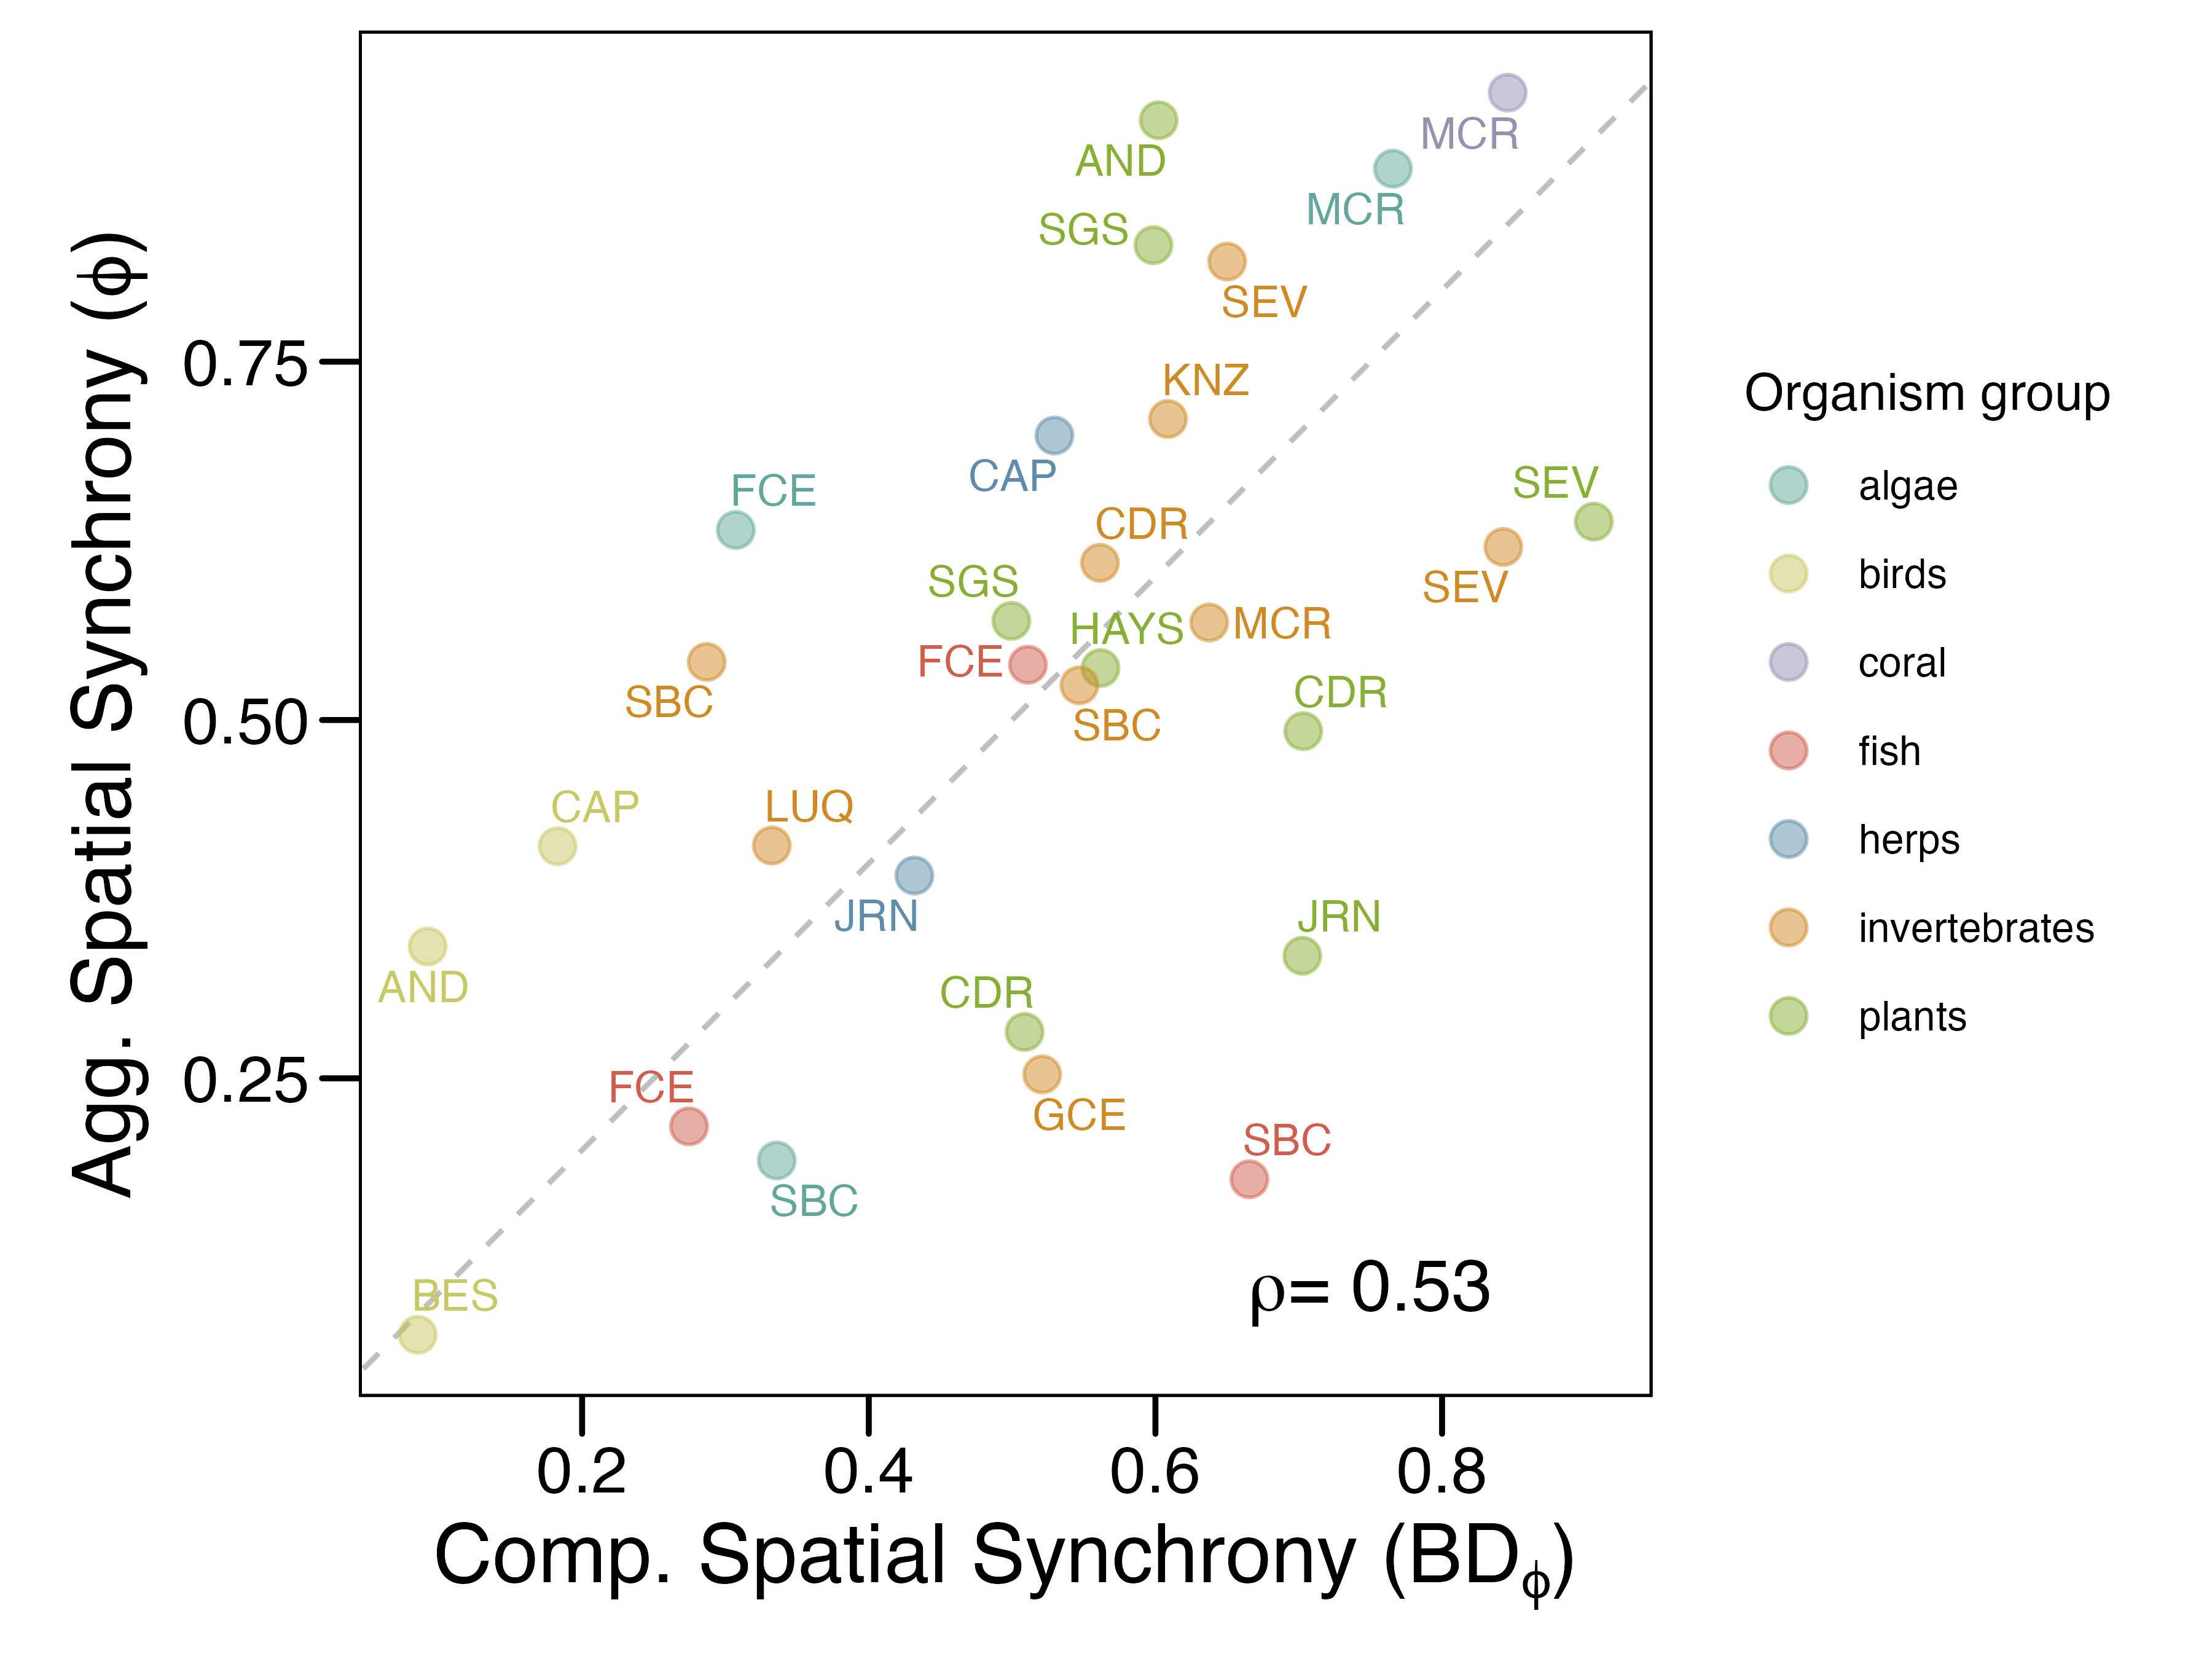 MCR
AND
MCR
SGS
SEV
0.75
KNZ
CAP
FCE
SEV
CDR
SEV
SGS
HAYS
MCR
FCE
SBC
CDR
0.50
SBC
CAP
LUQ
JRN
JRN
AND
CDR
0.25
FCE
GCE
SBC
SBC
BES
ρ= 0.53
0.2 0.4 0.6 0.8
Comp. Spatial Synchrony (BDϕ)
Agg. Spatial Synchrony (ϕ)
Organism group
algae
birds
coral
fish
herps
invertebrates
plants